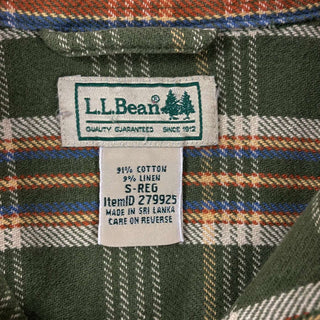 L.L.Bean®
QUALITY GUARANTEED SINCE 1912
91% COTTON
9% LINEN
S-REG
ItemID 279925
MADE IN SRI LANKA
CARE ON REVERSE